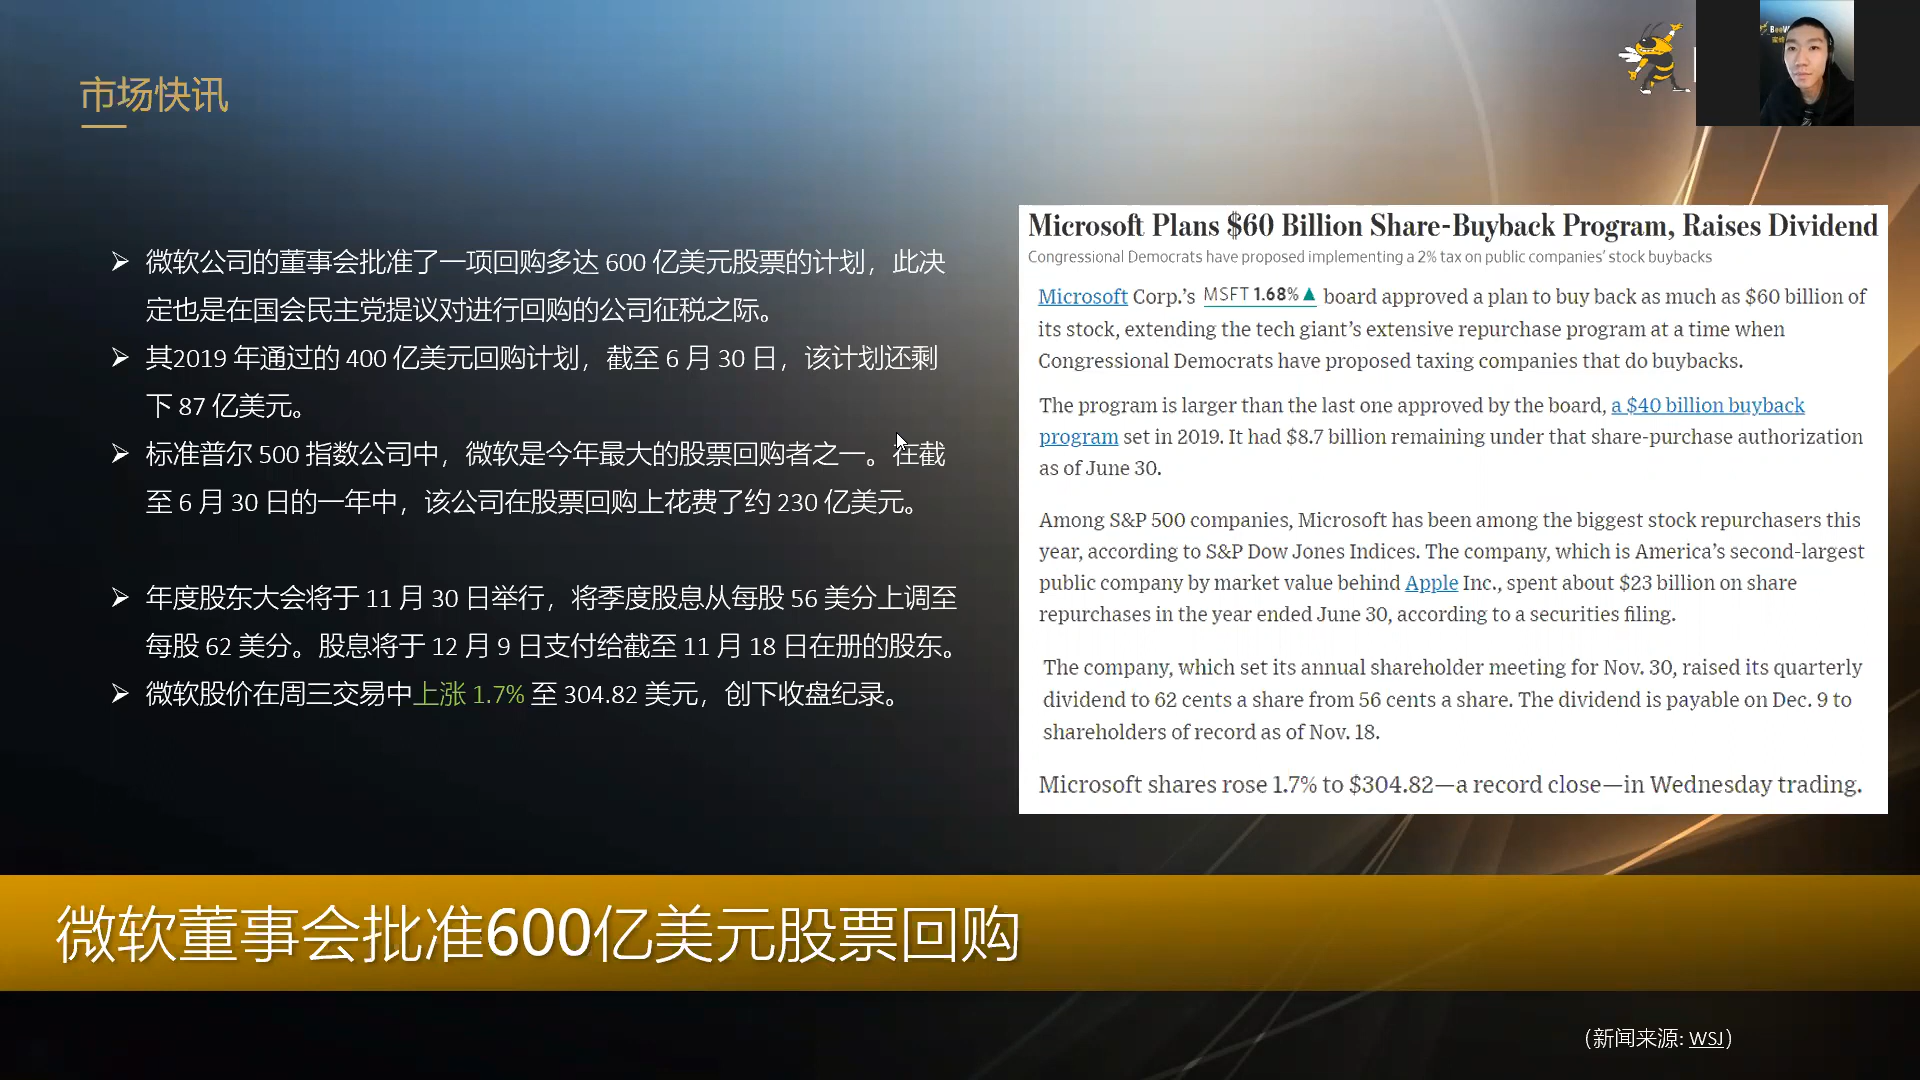 市场快讯
➢ 微软公司的董事会批准了一项回购多达 600 亿美元股票的计划，此决
定也是在国会民主党提议对进行回购的公司征税之际。
➢ 其2019 年通过的 400 亿美元回购计划，截至 6 月 30 日，该计划还剩
下 87 亿美元。
➢ 标准普尔 500 指数公司中，微软是今年最大的股票回购者之一。在截
至 6 月 30 日的一年中，该公司在股票回购上花费了约 230 亿美元。
➢ 年度股东大会将于 11 月 30 日举行，将季度股息从每股 56 美分上调至
每股 62 美分。股息将于 12 月 9 日支付给截至 11 月 18 日在册的股东。
➢ 微软股价在周三交易中上涨 1.7% 至 304.82 美元，创下收盘纪录。
Microsoft Plans $60 Billion Share-Buyback Program, Raises Dividend
Congressional Democrats have proposed implementing a 2% tax on public companies' stock buybacks
Microsoft Corp.'s MSFT 1.68% ▲ board approved a plan to buy back as much as $60 billion of
its stock, extending the tech giant's extensive repurchase program at a time when
Congressional Democrats have proposed taxing companies that do buybacks.
The program is larger than the last one approved by the board, a $40 billion buyback
program set in 2019. It had $8.7 billion remaining under that share-purchase authorization
as of June 30.
Among S&P 500 companies, Microsoft has been among the biggest stock repurchasers this
year, according to S&P Dow Jones Indices. The company, which is America's second-largest
public company by market value behind Apple Inc., spent about $23 billion on share
repurchases in the year ended June 30, according to a securities filing.
The company, which set its annual shareholder meeting for Nov. 30, raised its quarterly
dividend to 62 cents a share from 56 cents a share. The dividend is payable on Dec. 9 to
shareholders of record as of Nov. 18.
Microsoft shares rose 1.7% to $304.82—a record close—in Wednesday trading.
微软董事会批准600亿美元股票回购
(新闻来源: WSJ)